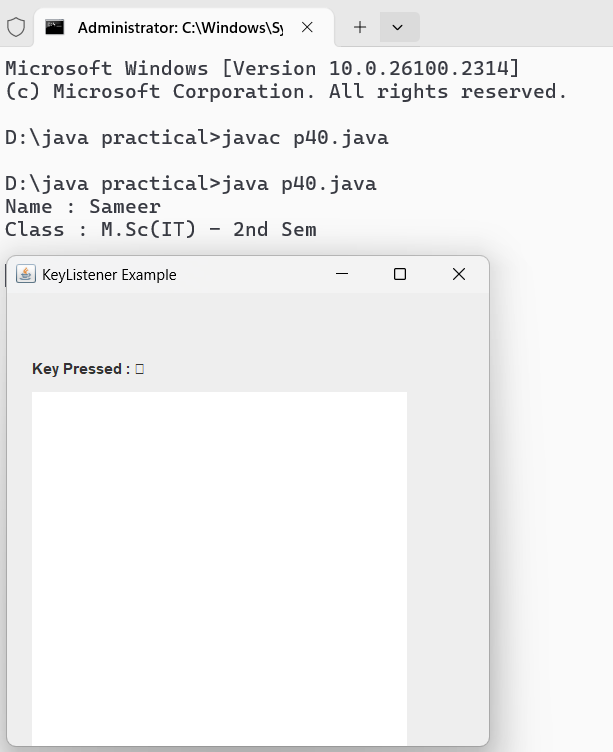 Administrator: C:\Windows\Sy
Microsoft Windows [Version 10.0.26100.2314]
(c) Microsoft Corporation. All rights reserved.
D:\java practical>javac p40.java
D:\java practical>java p40.java
Name : Sameer
Class : M.Sc(IT) - 2nd Sem
KeyListener Example
Key Pressed : □